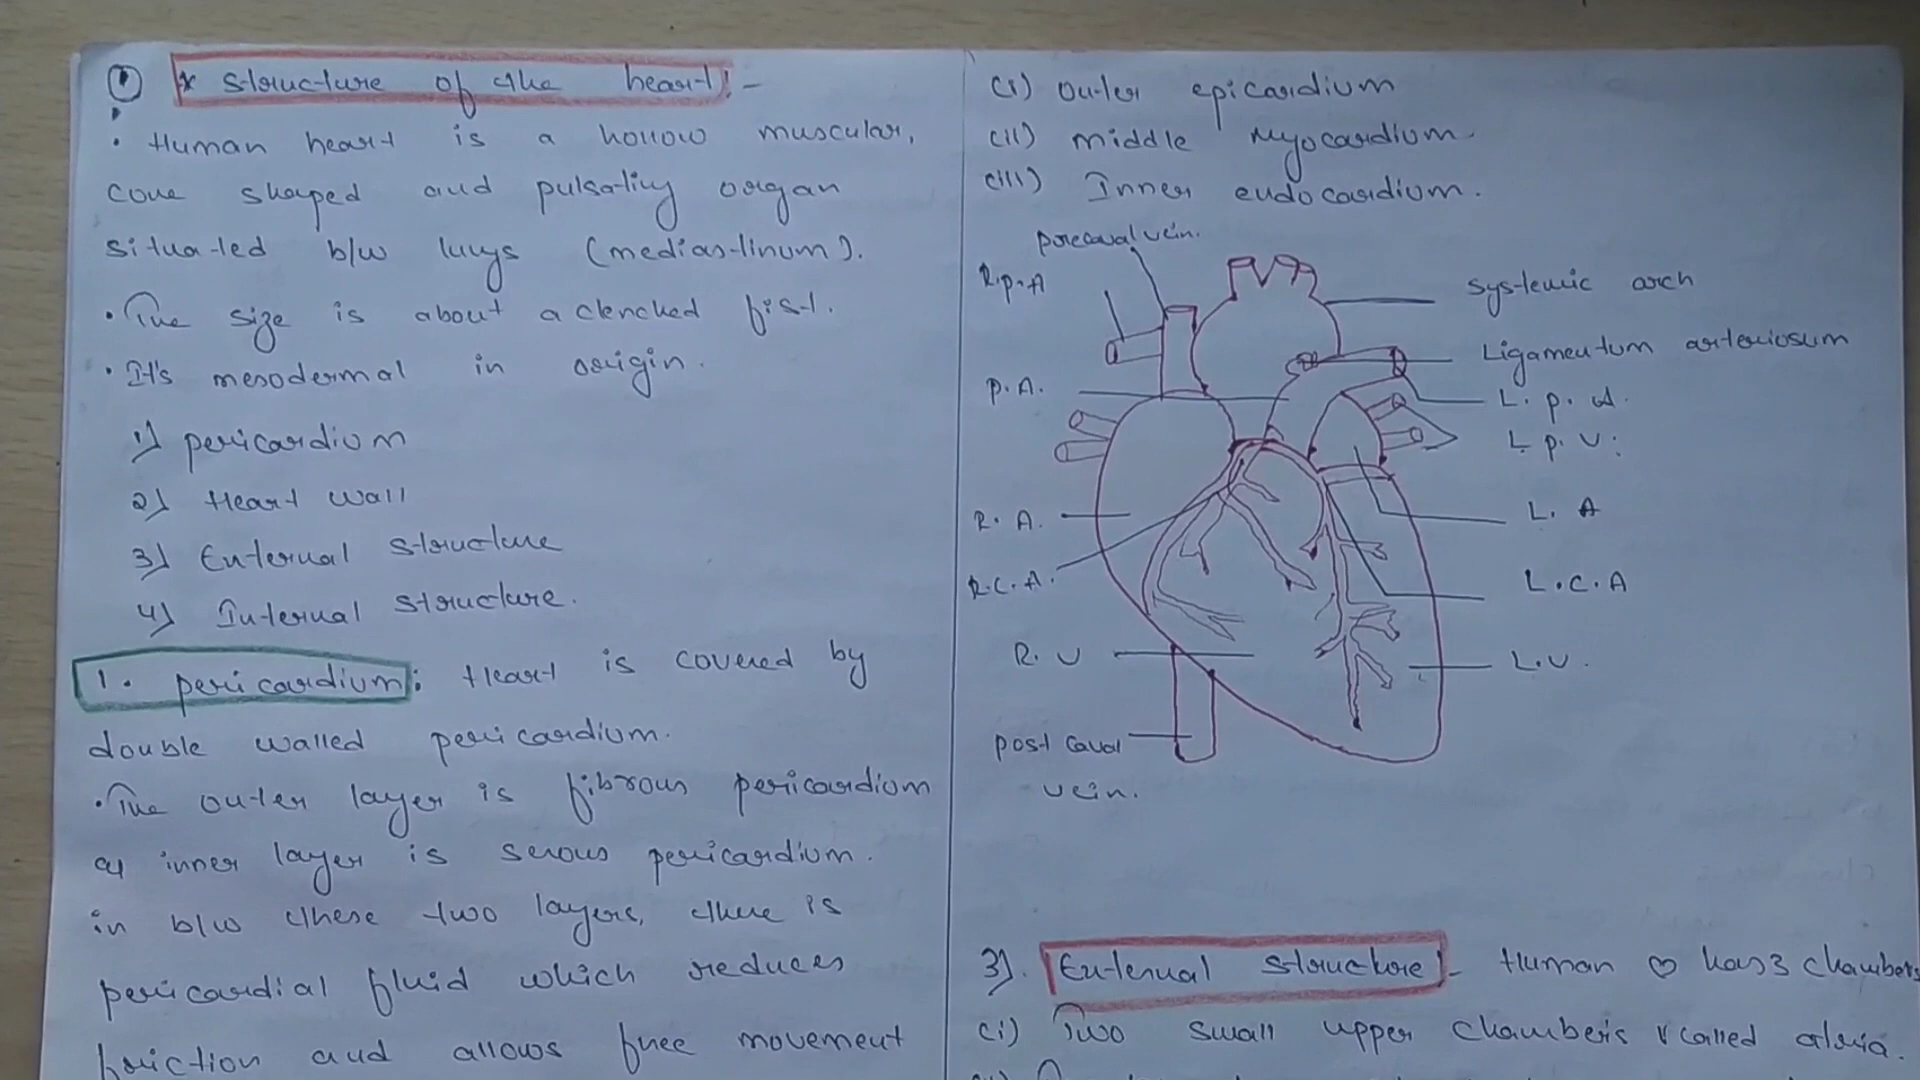 ① * Structure of the heart :-
• Human heart is a hollow muscular,
cone shaped and pulsating organ
situated b/w lungs (mediastinum).
• The size is about a clenched fist.
• It's mesodermal in origin.
1) pericardium
2) Heart wall
3) External structure
4) Internal structure.
1. pericardium : Heart is covered by
double walled pericardium.
• The outer layer is fibrous pericardium
inner layer is serous pericardium.
in b/w these two layers, there is
pericardial fluid which reduces
friction and allows free movement
(i) outer epicardium
(ii) middle myocardium.
(iii) Inner endocardium.
precaval vein.
R.p.A
systemic arch
Ligamentum arteriosum
p.A.
L.p.A.
L.p.V.
R.A.
L.A
R.C.A.
L.C.A
R.V
L.V.
post caval
vein.
3). External structure - Human ♡ has 3 chambers
(i) Two small upper chambers called atria.